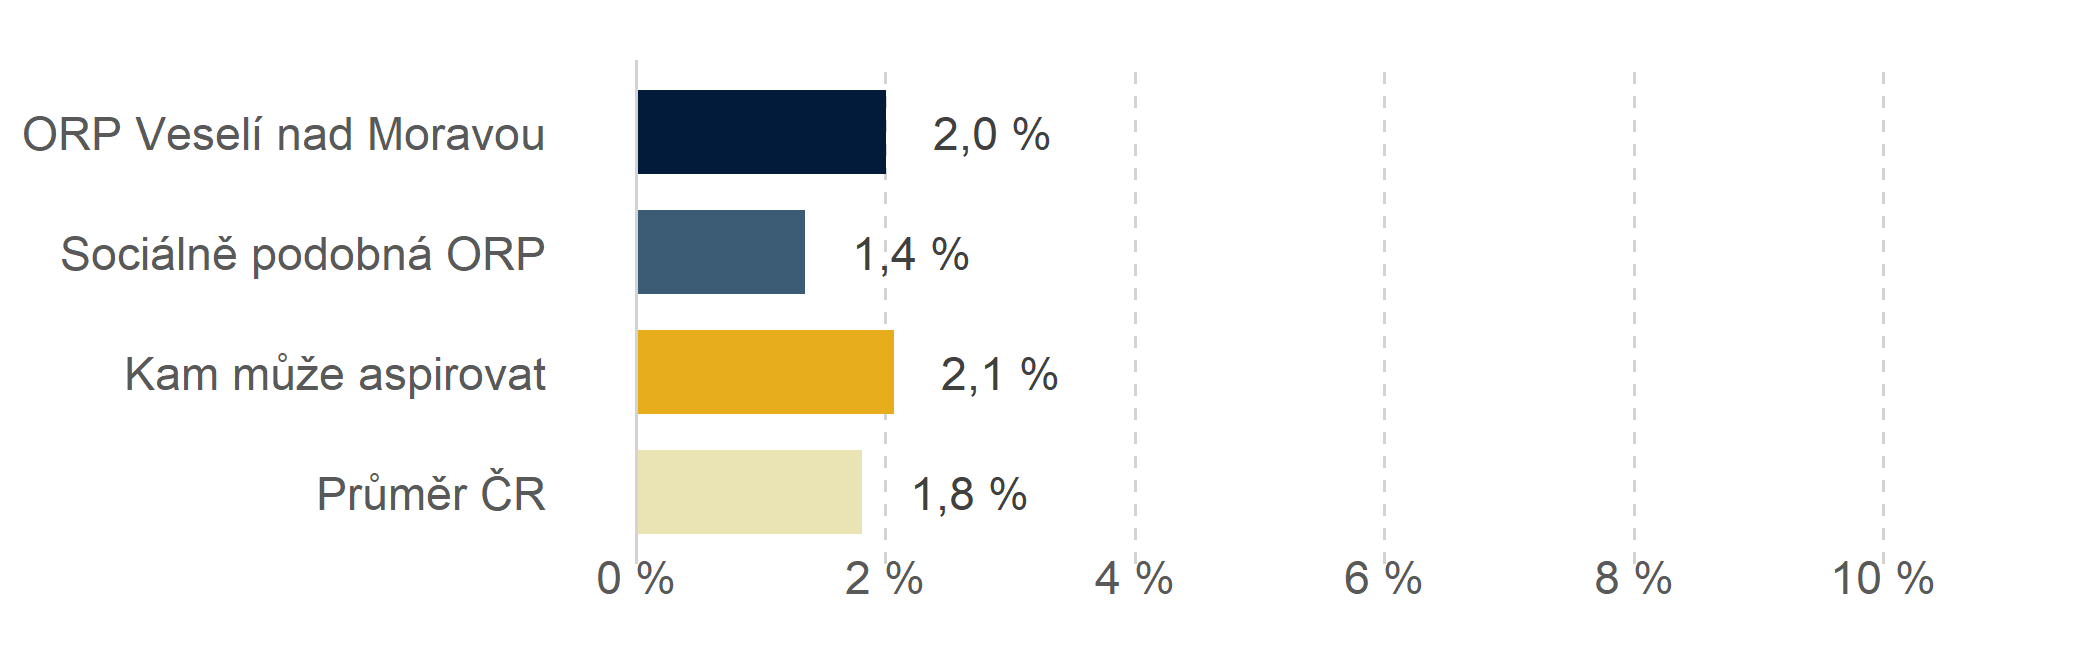 ORP Veselí nad Moravou 2,0 %
Sociálně podobná ORP 1,4 %
Kam může aspirovat 2,1 %
Průměr ČR 1,8 %
0 % 2 % 4 % 6 % 8 % 10 %